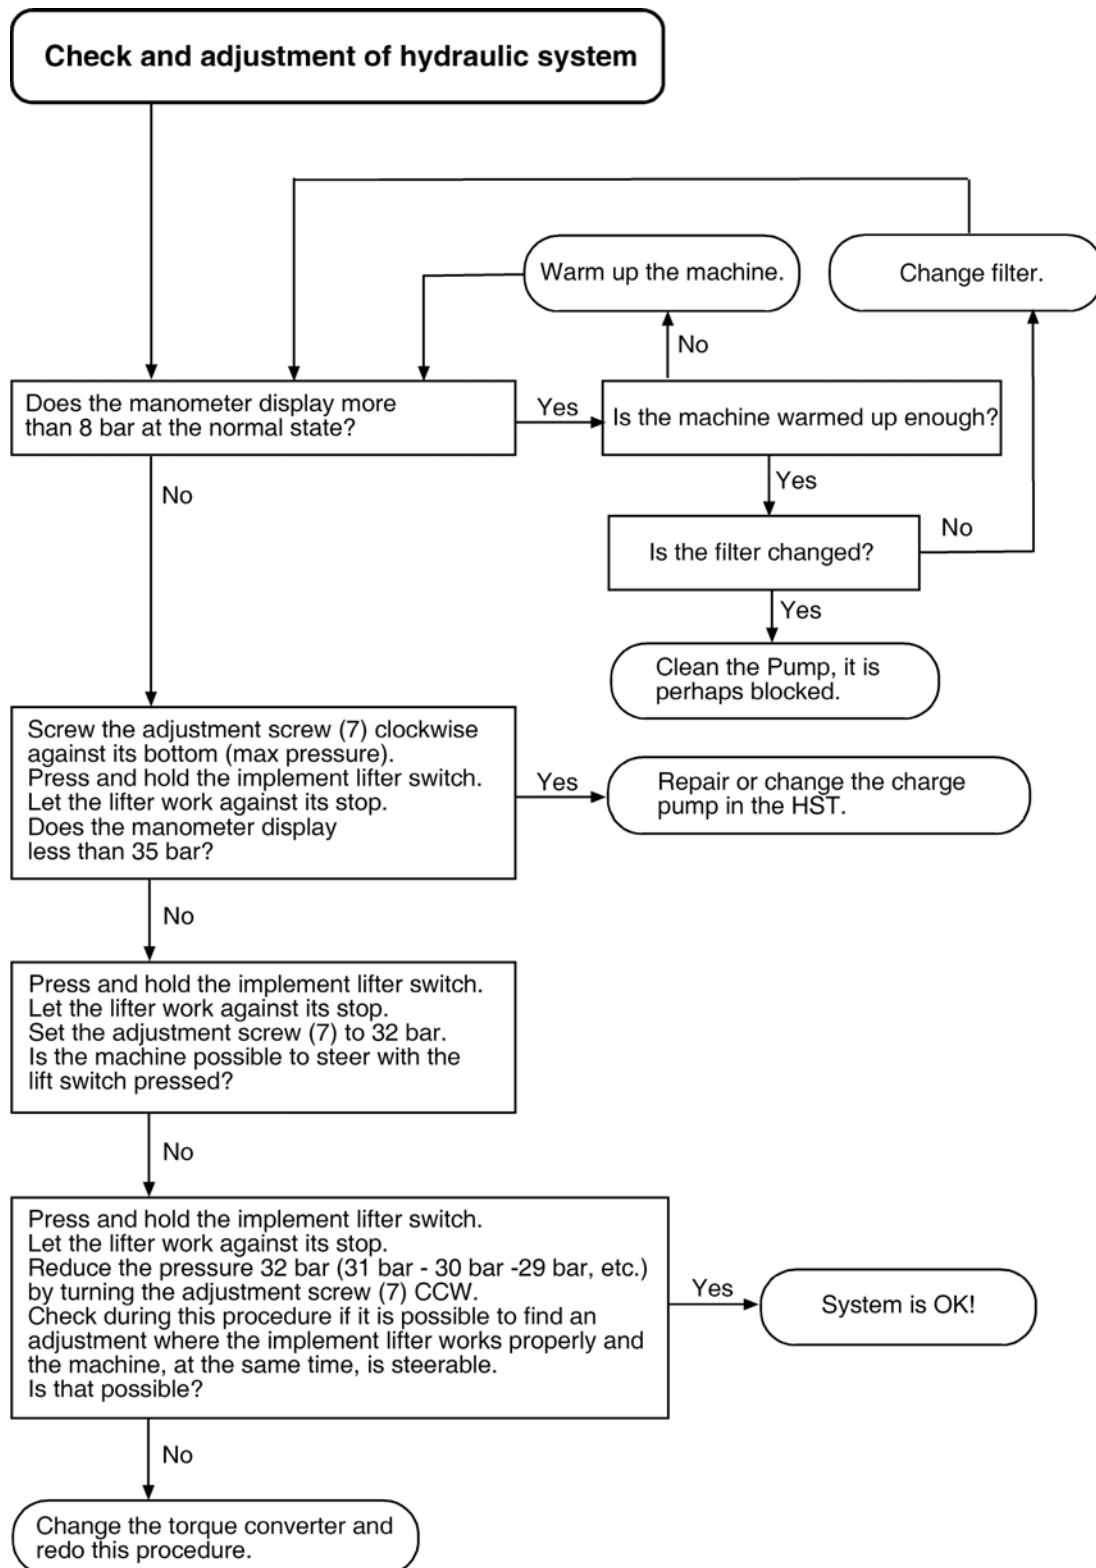 Check and adjustment of hydraulic system
Warm up the machine.
Change filter.
No
Does the manometer display more
than 8 bar at the normal state?
Yes
Is the machine warmed up enough?
No
Yes
Is the filter changed?
No
Yes
Clean the Pump, it is
perhaps blocked.
Screw the adjustment screw (7) clockwise
against its bottom (max pressure).
Press and hold the implement lifter switch.
Let the lifter work against its stop.
Does the manometer display
less than 35 bar?
Yes
Repair or change the charge
pump in the HST.
No
Press and hold the implement lifter switch.
Let the lifter work against its stop.
Set the adjustment screw (7) to 32 bar.
Is the machine possible to steer with the
lift switch pressed?
No
Press and hold the implement lifter switch.
Let the lifter work against its stop.
Reduce the pressure 32 bar (31 bar - 30 bar -29 bar, etc.)
by turning the adjustment screw (7) CCW.
Check during this procedure if it is possible to find an
adjustment where the implement lifter works properly and
the machine, at the same time, is steerable.
Is that possible?
Yes
System is OK!
No
Change the torque converter and
redo this procedure.